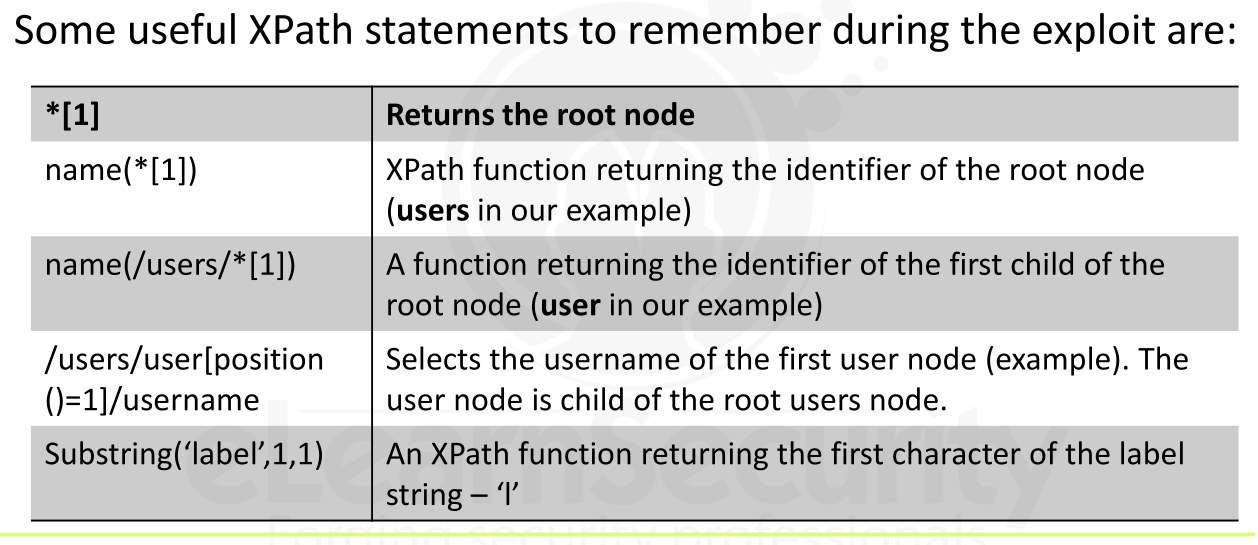 Some useful XPath statements to remember during the exploit are:
*[1] Returns the root node
name(*[1]) XPath function returning the identifier of the root node
(users in our example)
name(/users/*[1]) A function returning the identifier of the first child of the
root node (user in our example)
/users/user[position Selects the username of the first user node (example). The
()=1]/username user node is child of the root users node.
Substring(‘label’,1,1) An XPath function returning the first character of the label
string – ‘l’
eLearnSecurity
Forging security professionals